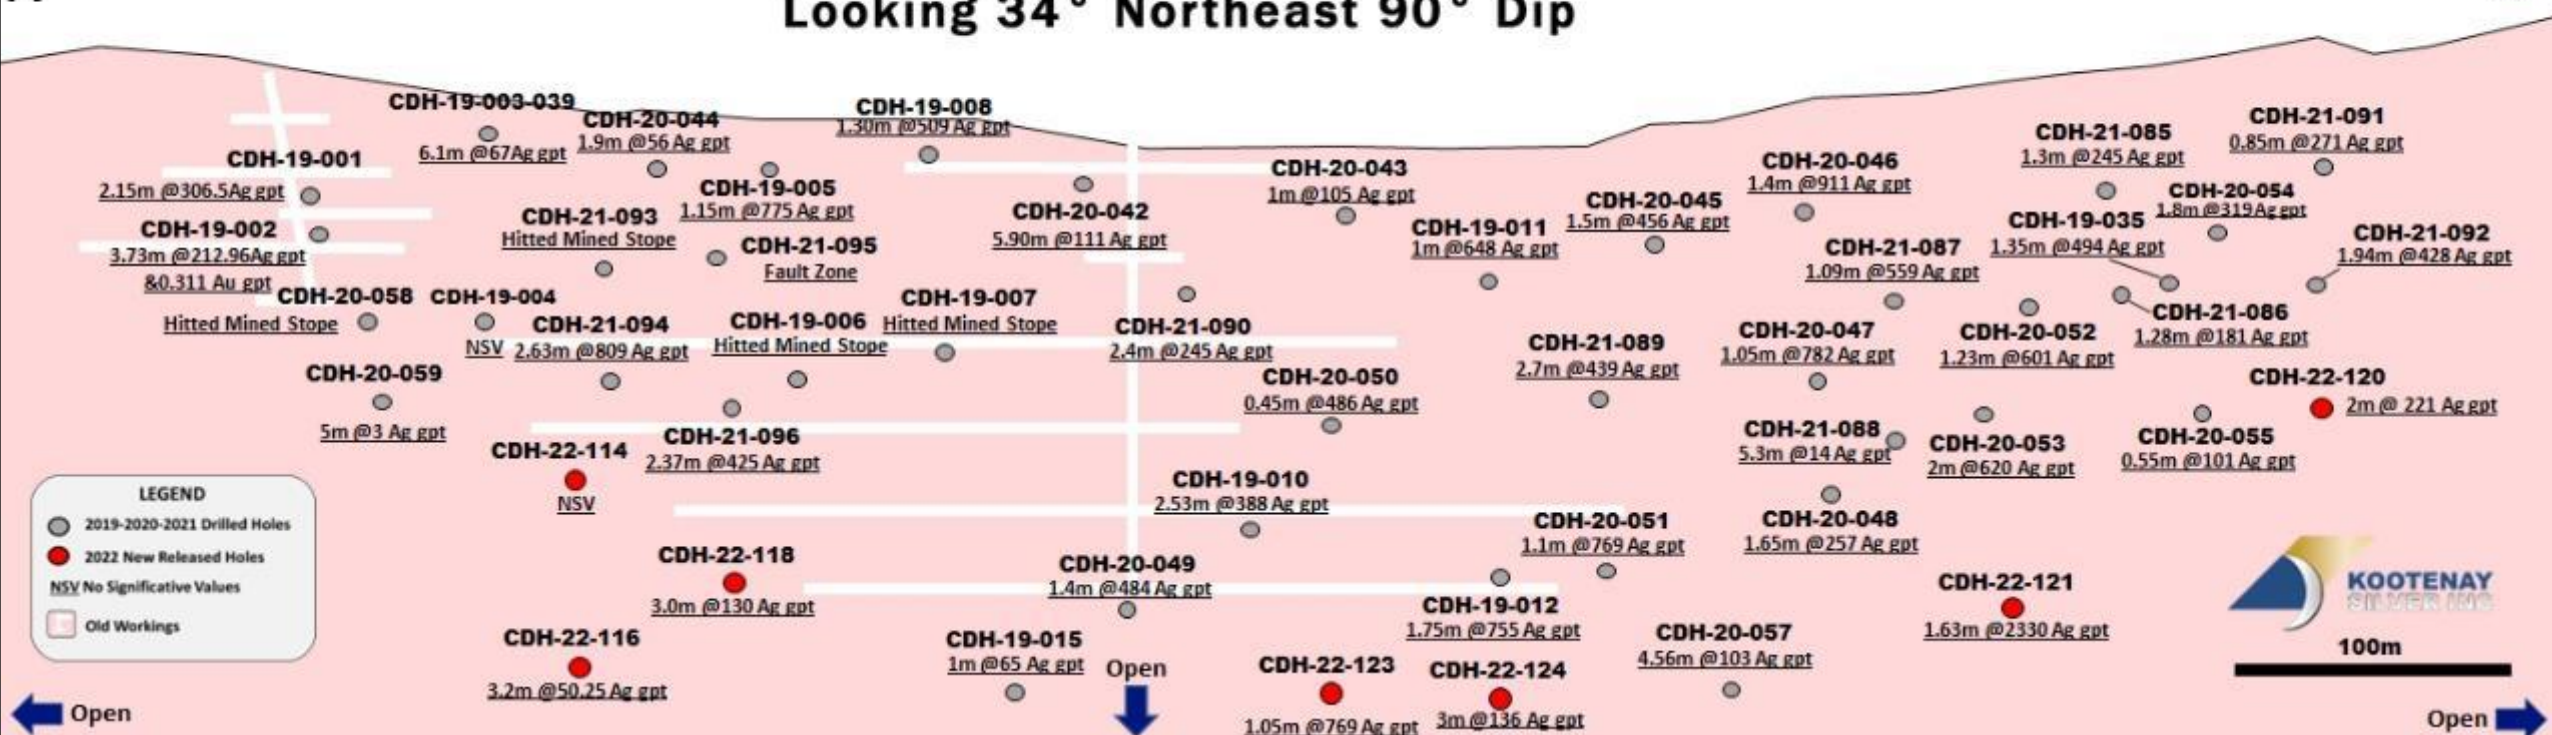 Looking 34° Northeast 90° Dip
CDH-19-003-039
6.1m @67Ag gpt
CDH-20-044
1.9m @56 Ag gpt
CDH-19-008
1.30m @509 Ag gpt
CDH-19-001
2.15m @306.5Ag gpt
CDH-19-005
1.15m @775 Ag gpt
CDH-20-043
1m @105 Ag gpt
CDH-20-046
1.4m @911 Ag gpt
CDH-21-085
1.3m @245 Ag gpt
CDH-21-091
0.85m @271 Ag gpt
CDH-19-002
3.73m @212.96Ag gpt
&0.311 Au gpt
CDH-21-093
Hitted Mined Stope
CDH-21-095
Fault Zone
CDH-20-042
5.90m @111 Ag gpt
CDH-19-011
1m @648 Ag gpt
CDH-20-045
1.5m @456 Ag gpt
CDH-21-087
1.09m @559 Ag gpt
CDH-19-035
1.35m @494 Ag gpt
CDH-20-054
1.8m @319Ag gpt
CDH-21-092
1.94m @428 Ag gpt
CDH-20-058
Hitted Mined Stope
CDH-19-004
NSV
CDH-21-094
2.63m @809 Ag gpt
CDH-19-006
Hitted Mined Stope
CDH-19-007
Hitted Mined Stope
CDH-21-090
2.4m @245 Ag gpt
CDH-21-089
2.7m @439 Ag gpt
CDH-20-047
1.05m @782 Ag gpt
CDH-20-052
1.23m @601 Ag gpt
CDH-21-086
1.28m @181 Ag gpt
CDH-20-059
5m @3 Ag gpt
CDH-20-050
0.45m @486 Ag gpt
CDH-22-120
2m @ 221 Ag gpt
CDH-22-114
NSV
CDH-21-096
2.37m @425 Ag gpt
CDH-21-088
5.3m @14 Ag gpt
CDH-20-053
2m @620 Ag gpt
CDH-20-055
0.55m @101 Ag gpt
CDH-19-010
2.53m @388 Ag gpt
CDH-20-051
1.1m @769 Ag gpt
CDH-20-048
1.65m @257 Ag gpt
LEGEND
2019-2020-2021 Drilled Holes
2022 New Released Holes
NSV No Significative Values
Old Workings
CDH-22-118
3.0m @130 Ag gpt
CDH-20-049
1.4m @484 Ag gpt
CDH-19-012
1.75m @755 Ag gpt
CDH-22-121
1.63m @2330 Ag gpt
KOOTENAY
SILVER INC
100m
CDH-22-116
3.2m @50.25 Ag gpt
CDH-19-015
1m @65 Ag gpt
Open
CDH-22-123
1.05m @769 Ag gpt
CDH-22-124
3m @136 Ag gpt
CDH-20-057
4.56m @103 Ag gpt
Open
Open